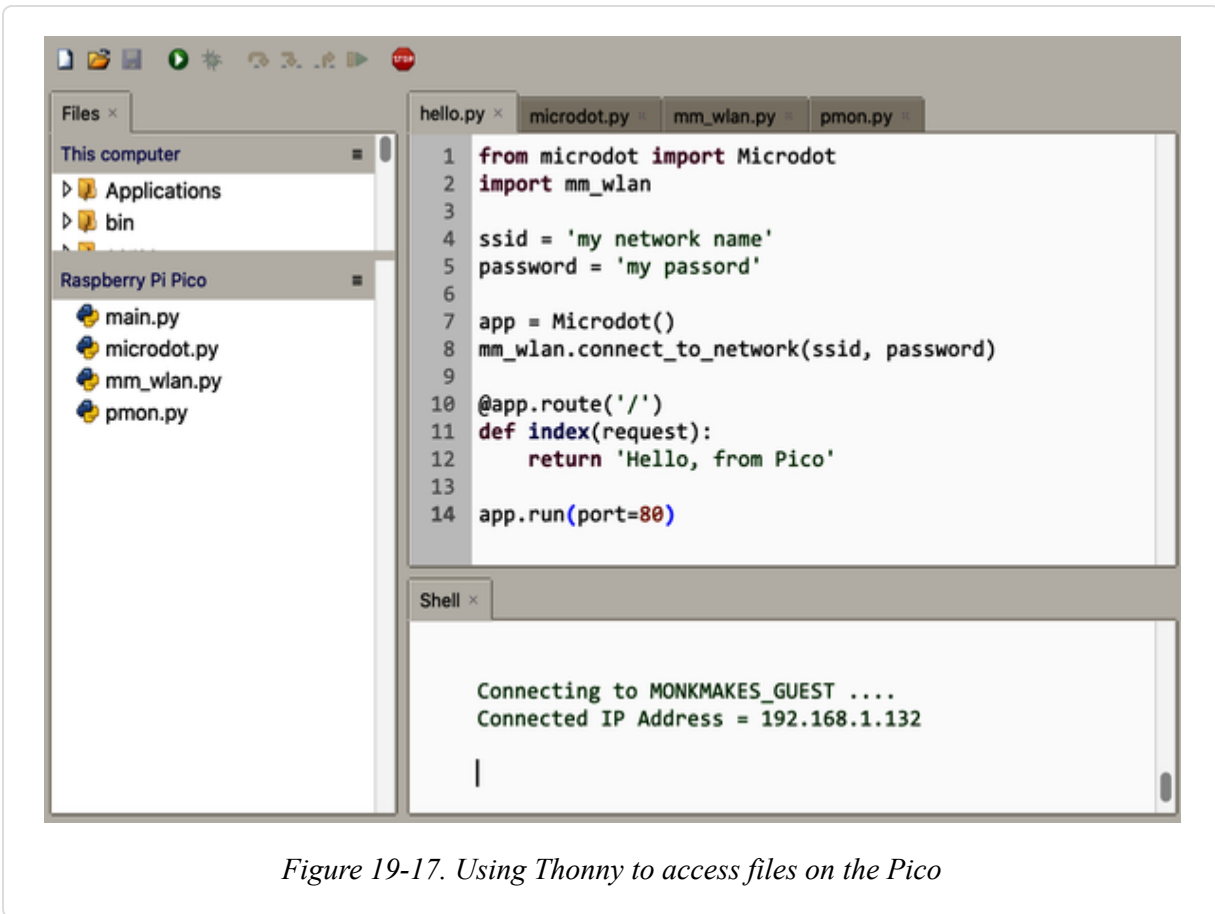 STOP
Files ×
This computer
Applications
bin
Raspberry Pi Pico
main.py
microdot.py
mm_wlan.py
pmon.py
hello.py × microdot.py × mm_wlan.py × pmon.py ×
1 from microdot import Microdot
2 import mm_wlan
3
4 ssid = 'my network name'
5 password = 'my passord'
6
7 app = Microdot()
8 mm_wlan.connect_to_network(ssid, password)
9
10 @app.route('/')
11 def index(request):
12     return 'Hello, from Pico'
13
14 app.run(port=80)
Shell ×
Connecting to MONKMAKES_GUEST ....
Connected IP Address = 192.168.1.132
Figure 19-17. Using Thonny to access files on the Pico